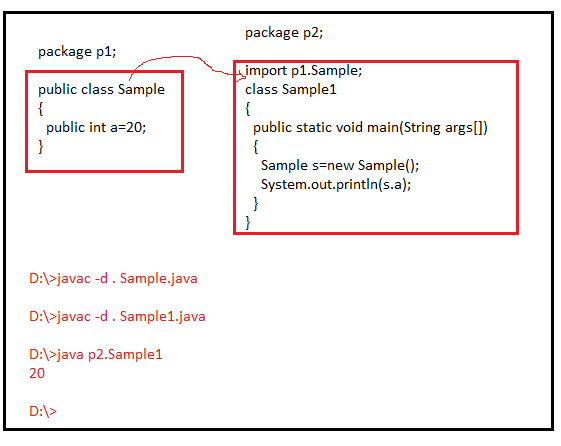 package p1;
public class Sample
{
public int a=20;
}
package p2;
import p1.Sample;
class Sample1
{
public static void main(String args[])
{
Sample s=new Sample();
System.out.println(s.a);
}
}
D:\>javac -d . Sample.java
D:\>javac -d . Sample1.java
D:\>java p2.Sample1
20
D:\>